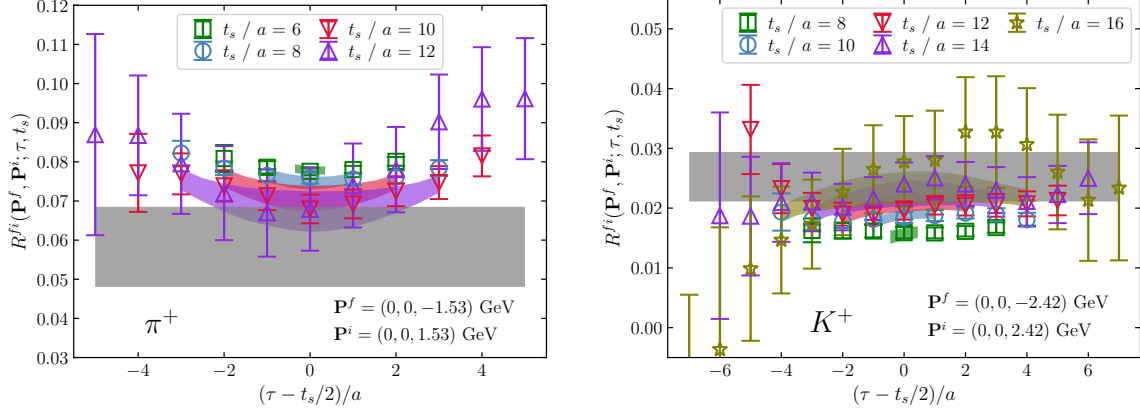 0.12
0.11
0.10
0.09
0.08
0.07
0.06
0.05
0.04
0.03
R^{fi}(P^f, P^i; τ, t_s)
t_s / a = 6
t_s / a = 8
t_s / a = 10
t_s / a = 12
π⁺
P^f = (0, 0, −1.53) GeV
P^i = (0, 0, 1.53) GeV
−4 −2 0 2 4
(τ − t_s/2)/a
0.05
0.04
0.03
0.02
0.01
0.00
R^{fi}(P^f, P^i; τ, t_s)
t_s / a = 8
t_s / a = 10
t_s / a = 12
t_s / a = 14
t_s / a = 16
K⁺
P^f = (0, 0, −2.42) GeV
P^i = (0, 0, 2.42) GeV
−6 −4 −2 0 2 4 6
(τ − t_s/2)/a